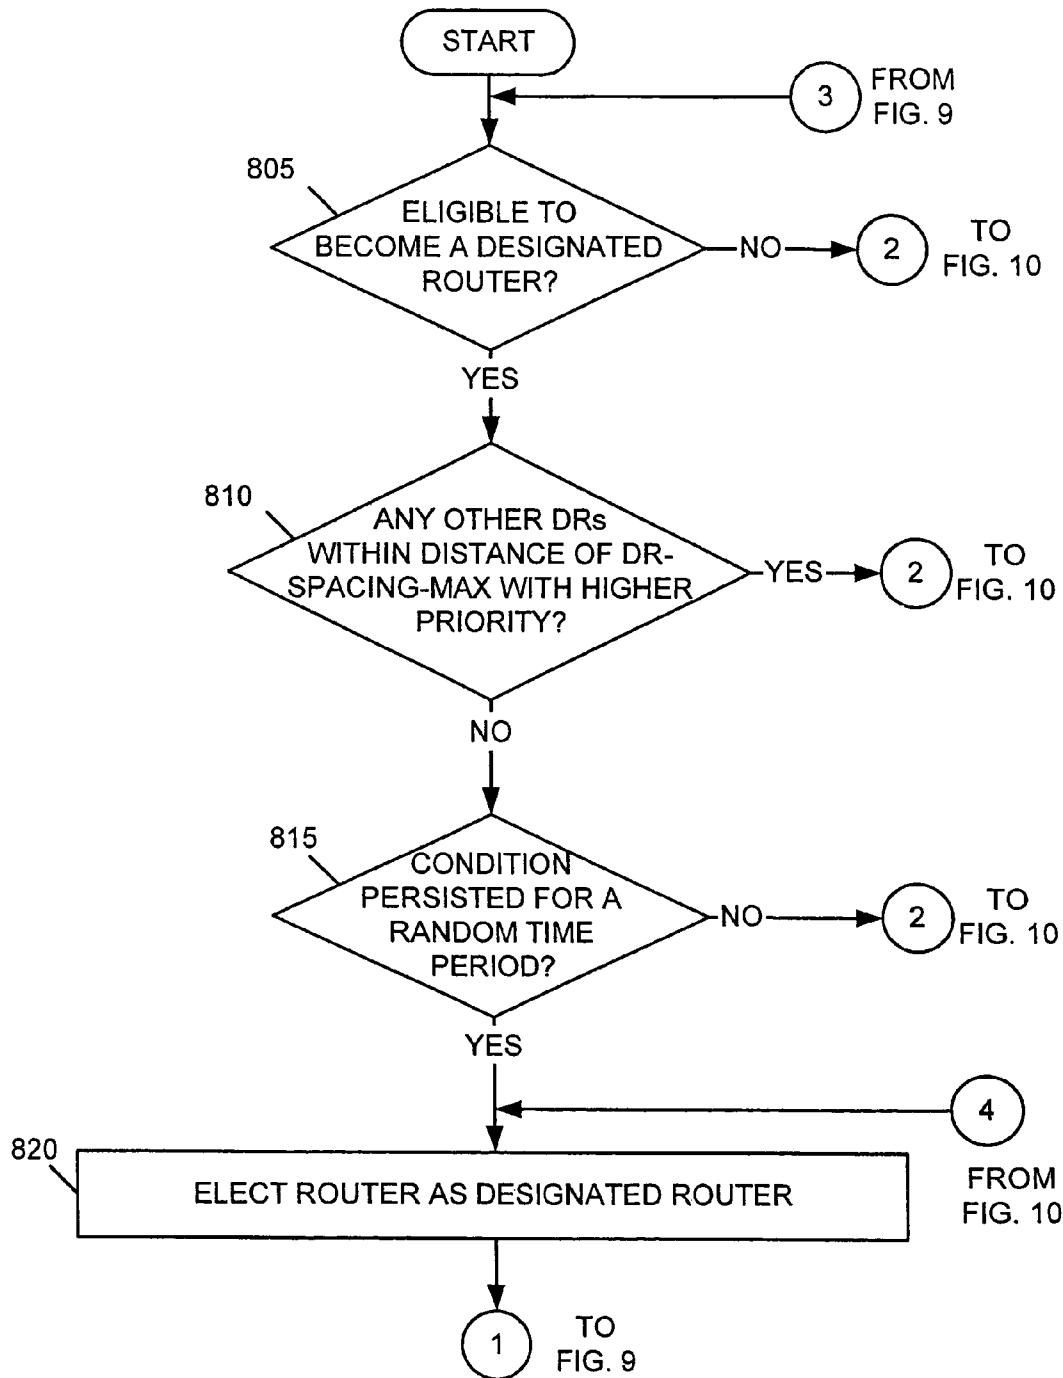 START
3
FROM
FIG. 9
805
ELIGIBLE TO
BECOME A DESIGNATED
ROUTER?
NO
2
TO
FIG. 10
YES
810
ANY OTHER DRs
WITHIN DISTANCE OF DR-
SPACING-MAX WITH HIGHER
PRIORITY?
YES
2
TO
FIG. 10
NO
815
CONDITION
PERSISTED FOR A
RANDOM TIME
PERIOD?
NO
2
TO
FIG. 10
YES
4
FROM
FIG. 10
820
ELECT ROUTER AS DESIGNATED ROUTER
1
TO
FIG. 9